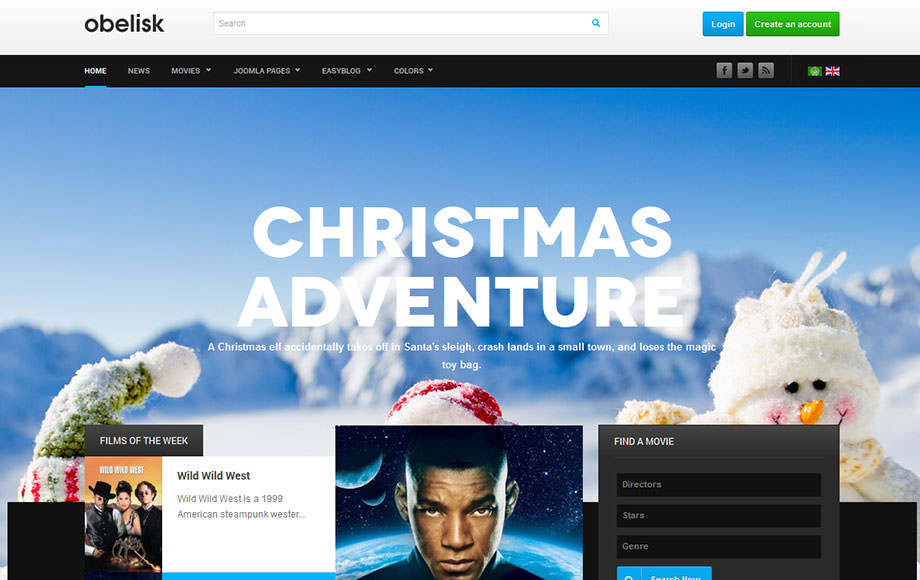 obelisk
Search
Login
Create an account
HOME
NEWS
MOVIES
JOOMLA PAGES
EASYBLOG
COLORS
CHRISTMAS
ADVENTURE
A Christmas elf accidentally takes off in Santa's sleigh, crash lands in a small town, and loses the magic
toy bag.
FILMS OF THE WEEK
WILD WILD WEST
Wild Wild West
Wild Wild West is a 1999
American steampunk wester...
FIND A MOVIE
Directors
Stars
Genre
Search Now